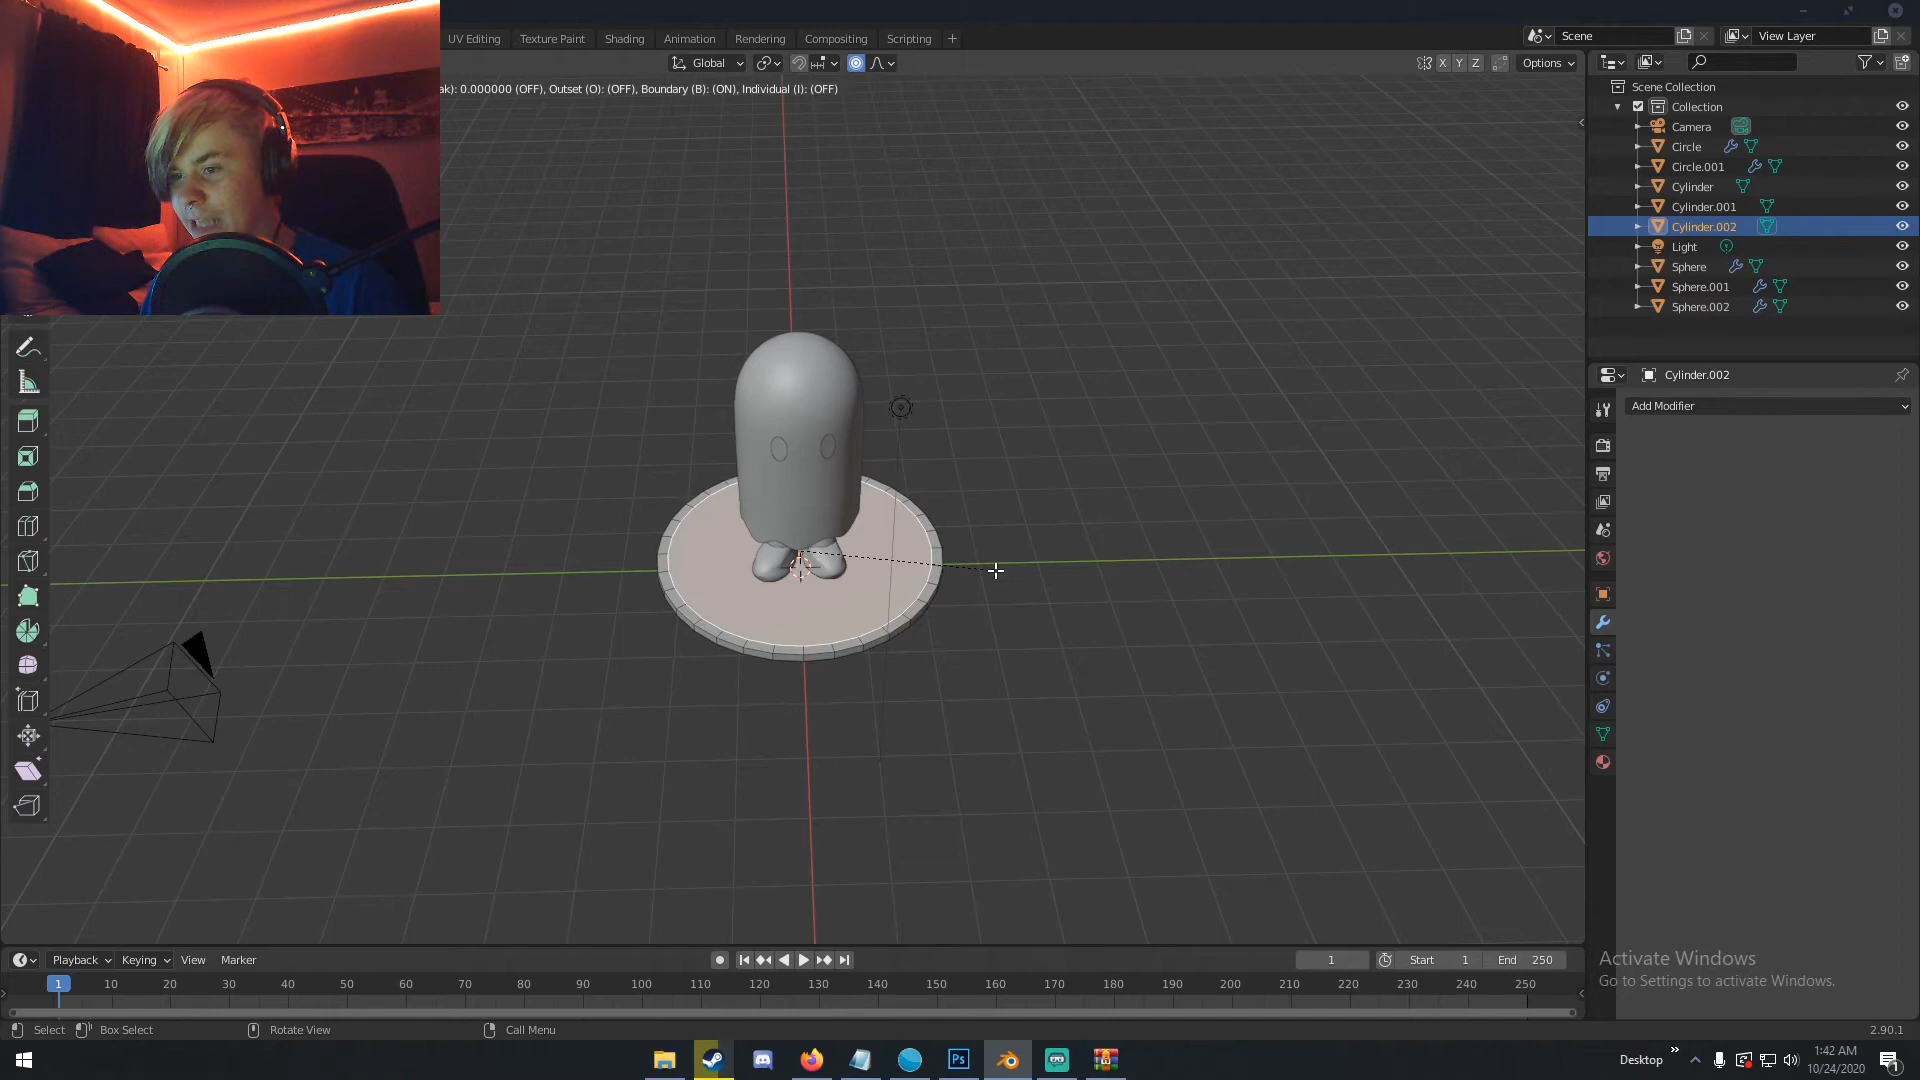 UV Editing
Texture Paint
Shading
Animation
Rendering
Compositing
Scripting
Scene
View Layer
Global
X Y Z
Options
ak): 0.000000 (OFF), Outset (O): (OFF), Boundary (B): (ON), Individual (I): (OFF)
Scene Collection
Collection
Camera
Circle
Circle.001
Cylinder
Cylinder.001
Cylinder.002
Light
Sphere
Sphere.001
Sphere.002
Cylinder.002
Add Modifier
Activate Windows
Go to Settings to activate Windows.
Playback
Keying
View
Marker
1
Start 1
End 250
1 10 20 30 40 50 60 70 80 90 100 110 120 130 140 150 160 170 180 190 200 210 220 230 240 250
Select
Box Select
Rotate View
Call Menu
2.90.1
Ps
Desktop
1:42 AM
10/24/2020
1